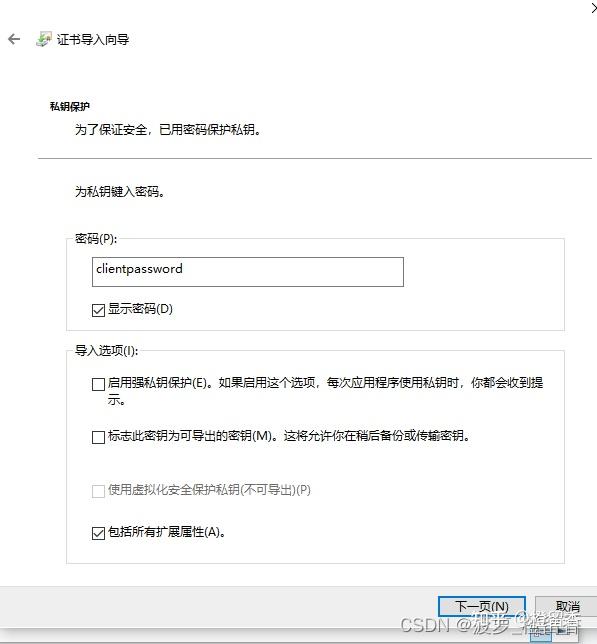 证书导入向导
私钥保护
为了保证安全，已用密码保护私钥。
为私钥键入密码。
密码(P):
clientpassword
显示密码(D)
导入选项(I):
启用强私钥保护(E)。如果启用这个选项，每次应用程序使用私钥时，你都会收到提
示。
标志此密钥为可导出的密钥(M)。这将允许你在稍后备份或传输密钥。
使用虚拟化安全保护私钥(不可导出)(P)
包括所有扩展属性(A)。
下一页(N)
取消
CSDN @菠萝_
知乎